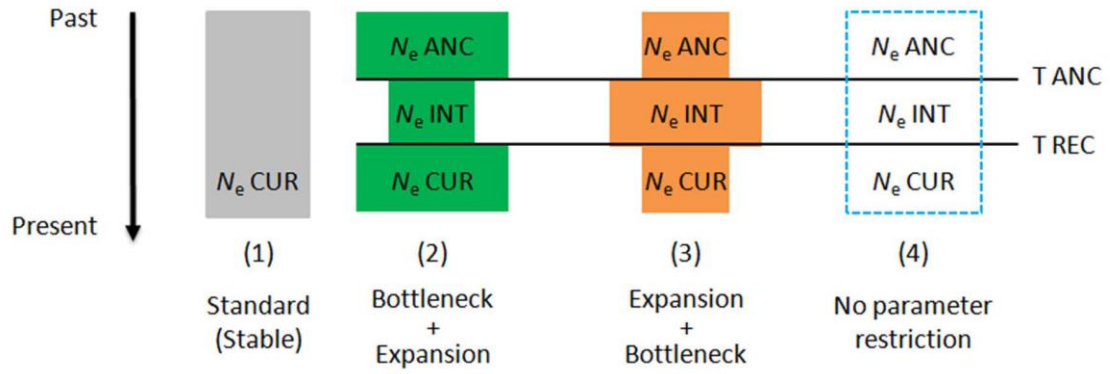 Past
Nₑ ANC
Nₑ ANC
Nₑ ANC
T ANC
Nₑ INT
Nₑ INT
Nₑ INT
T REC
Nₑ CUR
Nₑ CUR
Nₑ CUR
Nₑ CUR
Present
(1)
(2)
(3)
(4)
Standard
(Stable)
Bottleneck
+
Expansion
Expansion
+
Bottleneck
No parameter
restriction